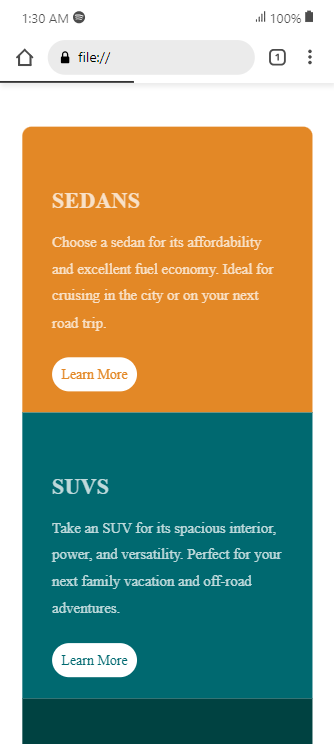 1:30 AM 100%
file:// 1
SEDANS
Choose a sedan for its affordability
and excellent fuel economy. Ideal for
cruising in the city or on your next
road trip.
Learn More
SUVS
Take an SUV for its spacious interior,
power, and versatility. Perfect for your
next family vacation and off-road
adventures.
Learn More